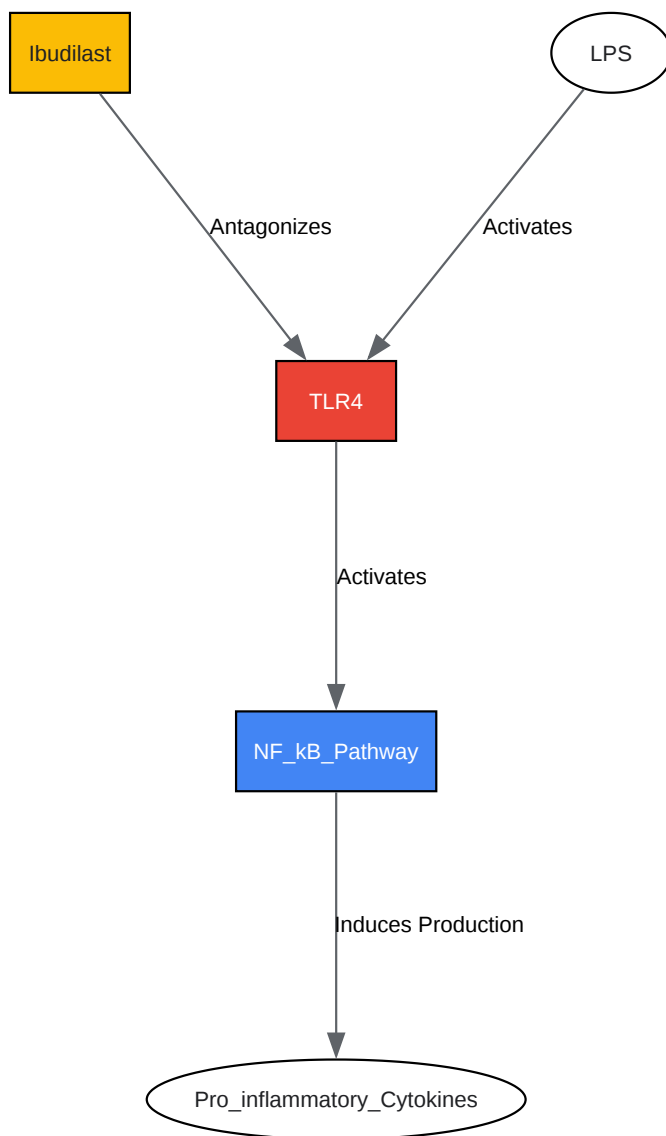 Ibudilast
LPS
Antagonizes
Activates
TLR4
Activates
NF_kB_Pathway
Induces Production
Pro_inflammatory_Cytokines